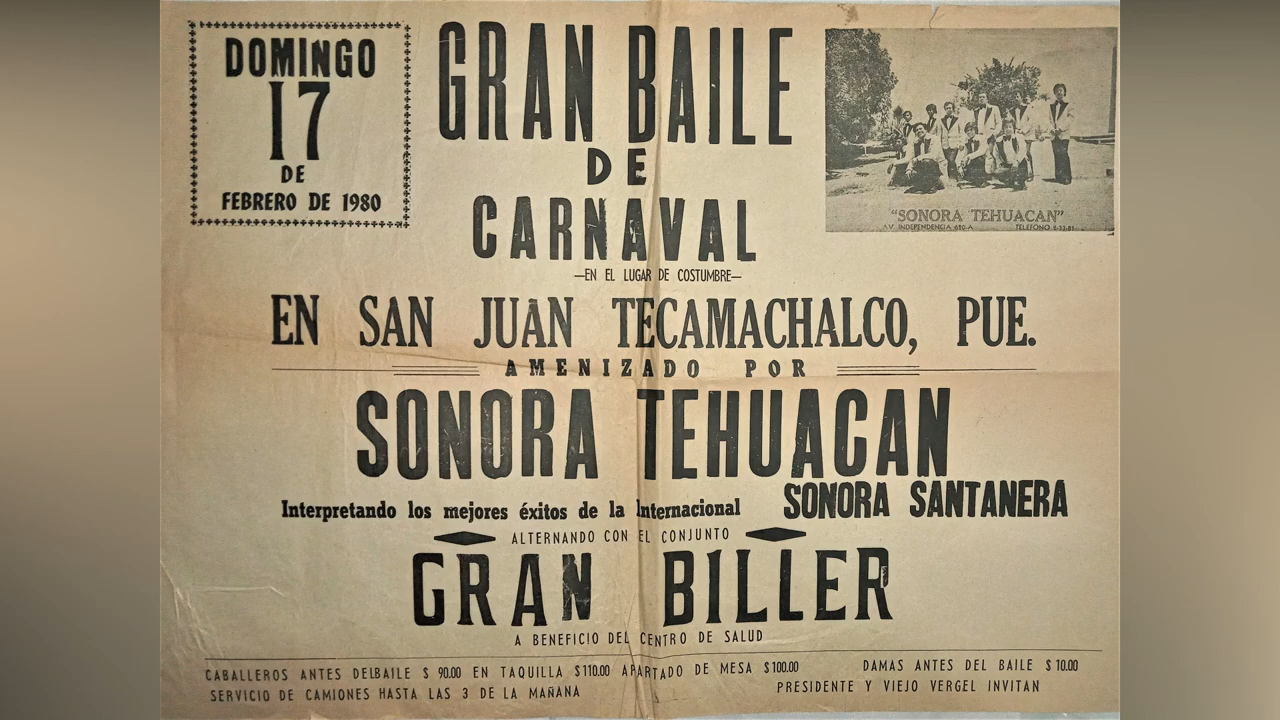 DOMINGO
17
DE
FEBRERO DE 1980
GRAN BAILE
DE
CARNAVAL
—EN EL LUGAR DE COSTUMBRE—
"SONORA TEHUACAN"
AV. INDEPENDENCIA 620-A TELEFONO
EN SAN JUAN TECAMACHALCO, PUE.
AMENIZADO POR
SONORA TEHUACAN
Interpretando los mejores éxitos de la Internacional SONORA SANTANERA
ALTERNANDO CON EL CONJUNTO
GRAN BILLER
A BENEFICIO DEL CENTRO DE SALUD
CABALLEROS ANTES DELBAILE $ 90.00 EN TAQUILLA $110.00 APARTADO DE MESA $100.00 DAMAS ANTES DEL BAILE $10.00
SERVICIO DE CAMIONES HASTA LAS 3 DE LA MAÑANA PRESIDENTE Y VIEJO VERGEL INVITAN